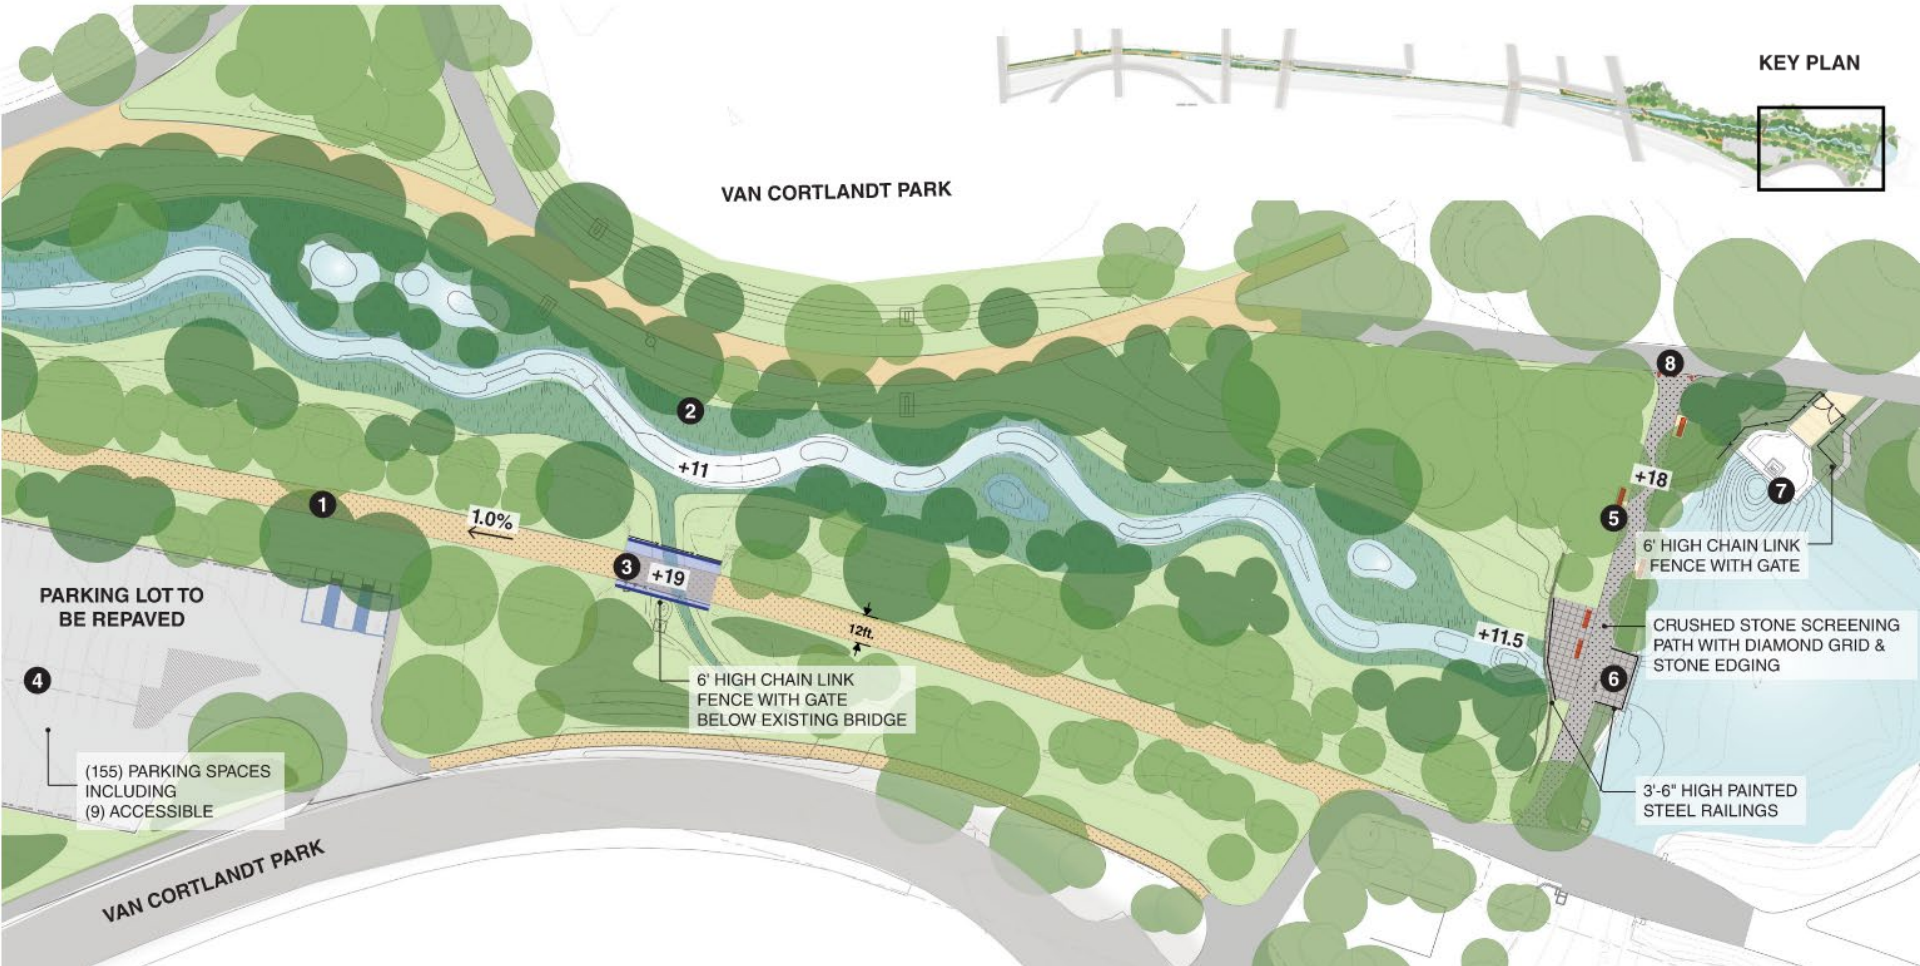 KEY PLAN
VAN CORTLANDT PARK
8
2
+11
+18
7
1
1.0%
5
6' HIGH CHAIN LINK
FENCE WITH GATE
3
+19
PARKING LOT TO
BE REPAVED
12ft.
+11.5
CRUSHED STONE SCREENING
PATH WITH DIAMOND GRID &
STONE EDGING
4
6' HIGH CHAIN LINK
FENCE WITH GATE
BELOW EXISTING BRIDGE
6
(155) PARKING SPACES
INCLUDING
(9) ACCESSIBLE
3'-6" HIGH PAINTED
STEEL RAILINGS
VAN CORTLANDT PARK